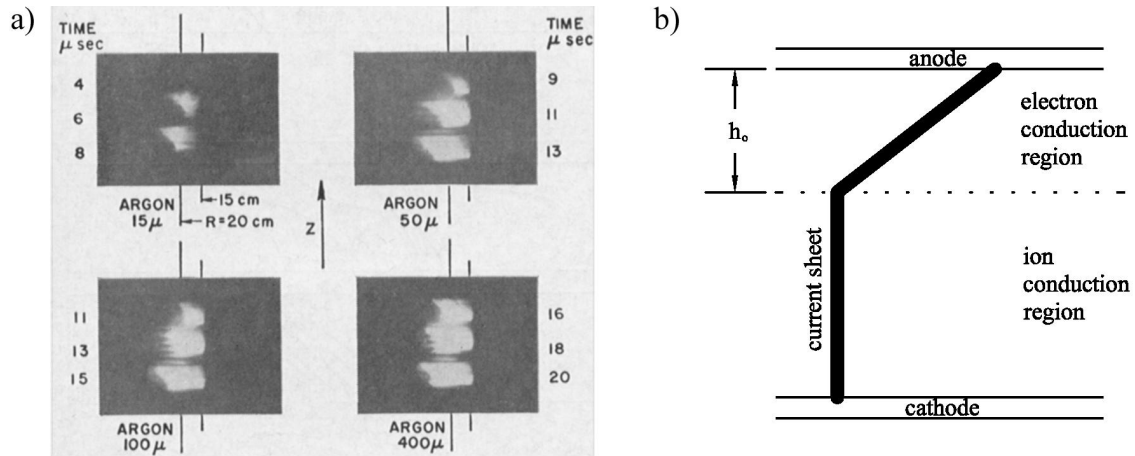 a)
TIME
μ sec
4
6
8
ARGON
15μ
15 cm
R=20 cm
Z
TIME
μ sec
9
11
13
ARGON
50μ
11
13
15
ARGON
100μ
16
18
20
ARGON
400μ
b)
anode
h₀
electron
conduction
region
current sheet
ion
conduction
region
cathode